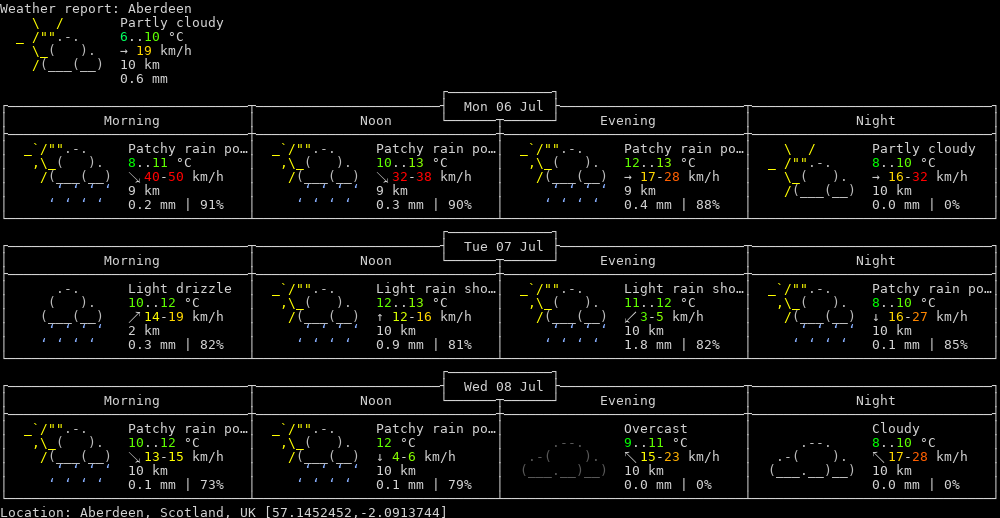 Weather report: Aberdeen
Partly cloudy
6..10 °C
→ 19 km/h
10 km
0.6 mm
Mon 06 Jul
Morning Noon Evening Night
Patchy rain po… Patchy rain po… Patchy rain po… Partly cloudy
8..11 °C 10..13 °C 12..13 °C 8..10 °C
↘ 40-50 km/h ↘ 32-38 km/h → 17-28 km/h → 16-32 km/h
9 km 9 km 9 km 10 km
0.2 mm | 91% 0.3 mm | 90% 0.4 mm | 88% 0.0 mm | 0%
Tue 07 Jul
Morning Noon Evening Night
Light drizzle Light rain sho… Light rain sho… Patchy rain po…
10..12 °C 12..13 °C 11..12 °C 8..10 °C
↗ 14-19 km/h ↑ 12-16 km/h ↙ 3-5 km/h ↓ 16-27 km/h
2 km 10 km 10 km 10 km
0.3 mm | 82% 0.9 mm | 81% 1.8 mm | 82% 0.1 mm | 85%
Wed 08 Jul
Morning Noon Evening Night
Patchy rain po… Patchy rain po… Overcast Cloudy
10..12 °C 12 °C 9..11 °C 8..10 °C
↘ 13-15 km/h ↓ 4-6 km/h ↖ 15-23 km/h ↖ 17-28 km/h
10 km 10 km 10 km 10 km
0.1 mm | 73% 0.1 mm | 79% 0.0 mm | 0% 0.0 mm | 0%
Location: Aberdeen, Scotland, UK [57.1452452,-2.0913744]